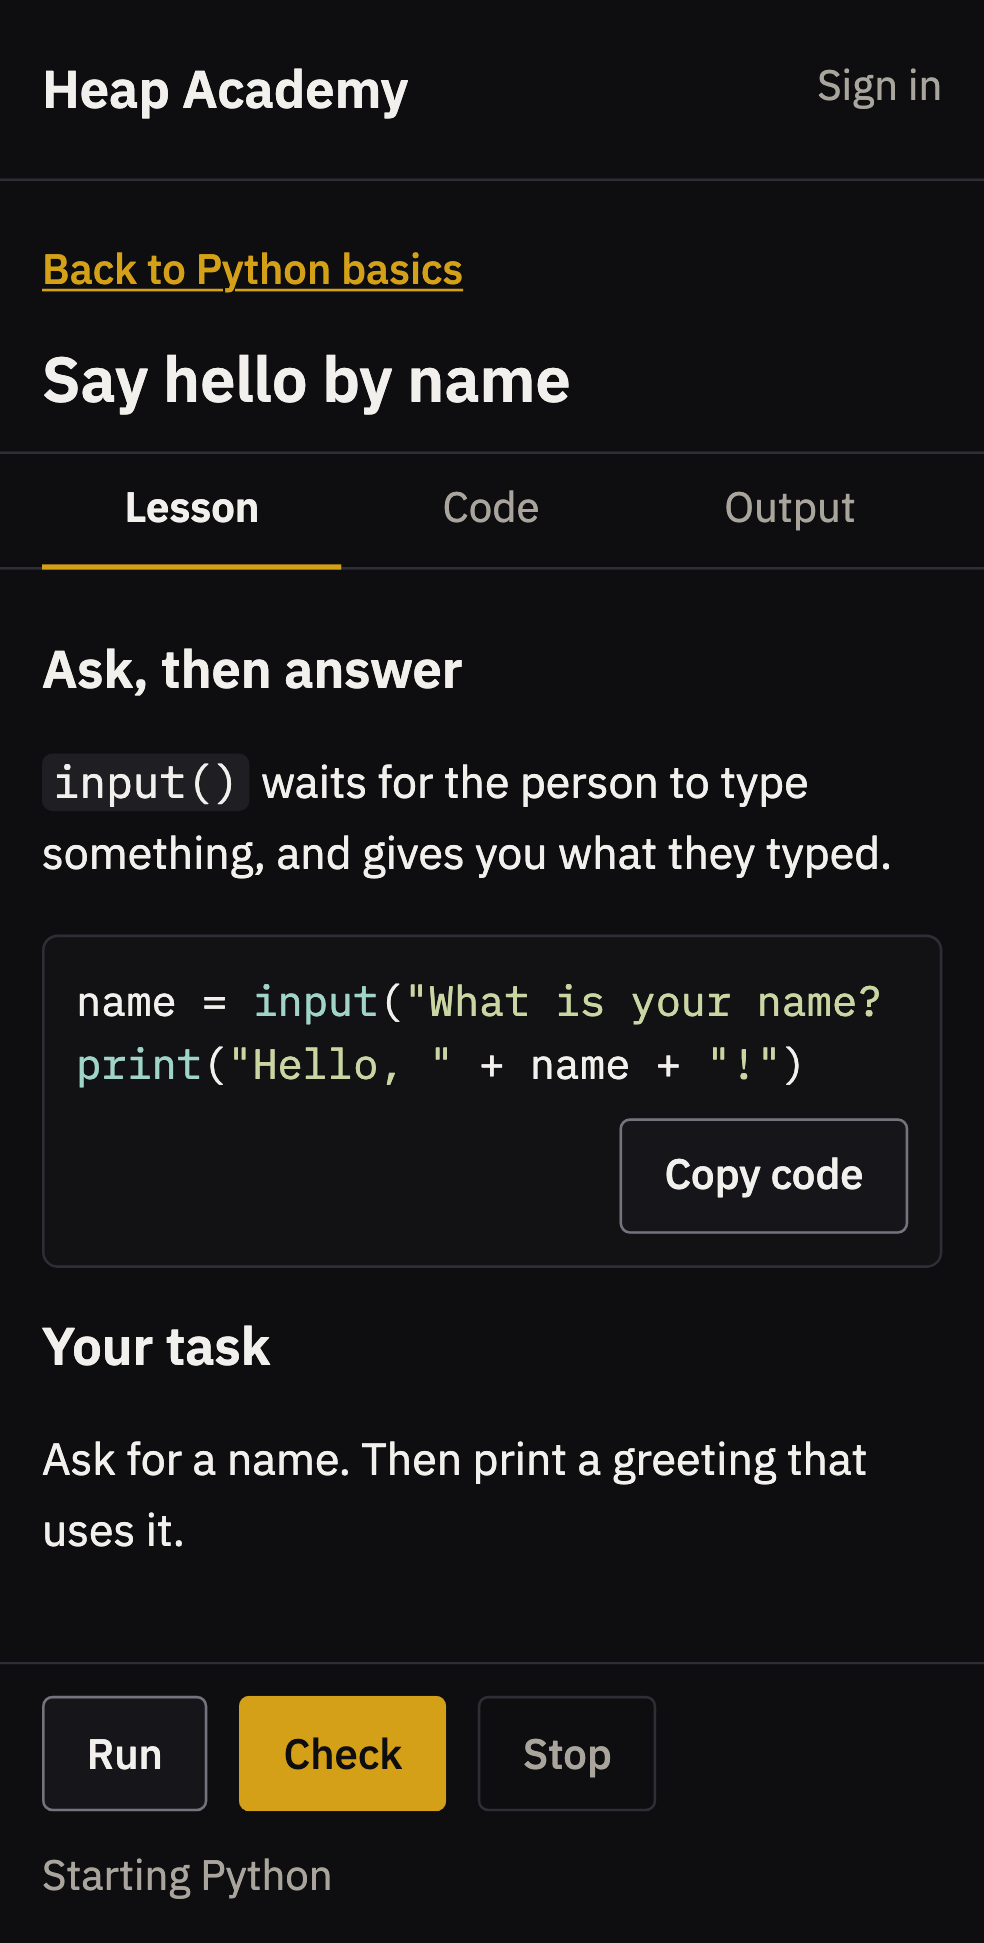 Heap Academy
Sign in
Back to Python basics
Say hello by name
Lesson Code Output
Ask, then answer
input() waits for the person to type
something, and gives you what they typed.
name = input("What is your name?
print("Hello, " + name + "!")
Copy code
Your task
Ask for a name. Then print a greeting that
uses it.
Run Check Stop
Starting Python